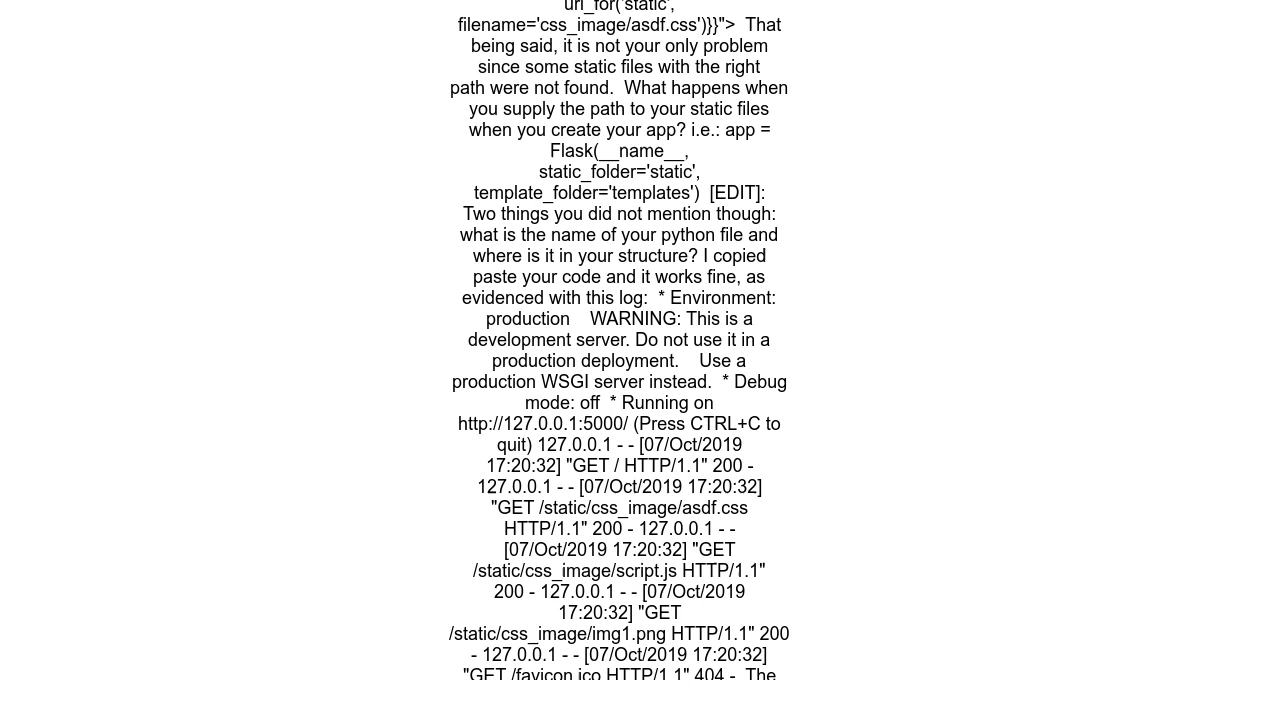 url_for('static',
filename='css_image/asdf.css')}}">  That
being said, it is not your only problem
since some static files with the right
path were not found.  What happens when
you supply the path to your static files
when you create your app? i.e.: app =
Flask(__name__,
static_folder='static',
template_folder='templates')  [EDIT]:
Two things you did not mention though:
what is the name of your python file and
where is it in your structure? I copied
paste your code and it works fine, as
evidenced with this log:  * Environment:
production    WARNING: This is a
development server. Do not use it in a
production deployment.    Use a
production WSGI server instead.  * Debug
mode: off  * Running on
http://127.0.0.1:5000/ (Press CTRL+C to
quit) 127.0.0.1 - - [07/Oct/2019
17:20:32] "GET / HTTP/1.1" 200 -
127.0.0.1 - - [07/Oct/2019 17:20:32]
"GET /static/css_image/asdf.css
HTTP/1.1" 200 - 127.0.0.1 - -
[07/Oct/2019 17:20:32] "GET
/static/css_image/script.js HTTP/1.1"
200 - 127.0.0.1 - - [07/Oct/2019
17:20:32] "GET
/static/css_image/img1.png HTTP/1.1" 200
- 127.0.0.1 - - [07/Oct/2019 17:20:32]
"GET /favicon.ico HTTP/1.1" 404 -  The